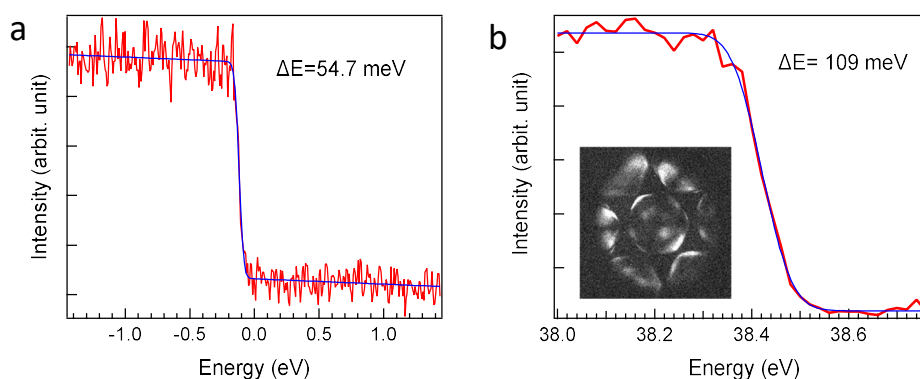 a
ΔE=54.7 meV
Intensity (arbit. unit)
-1.0
-0.5
0.0
0.5
1.0
Energy (eV)
b
ΔE= 109 meV
Intensity (arbit. unit)
38.0
38.2
38.4
38.6
Energy (eV)